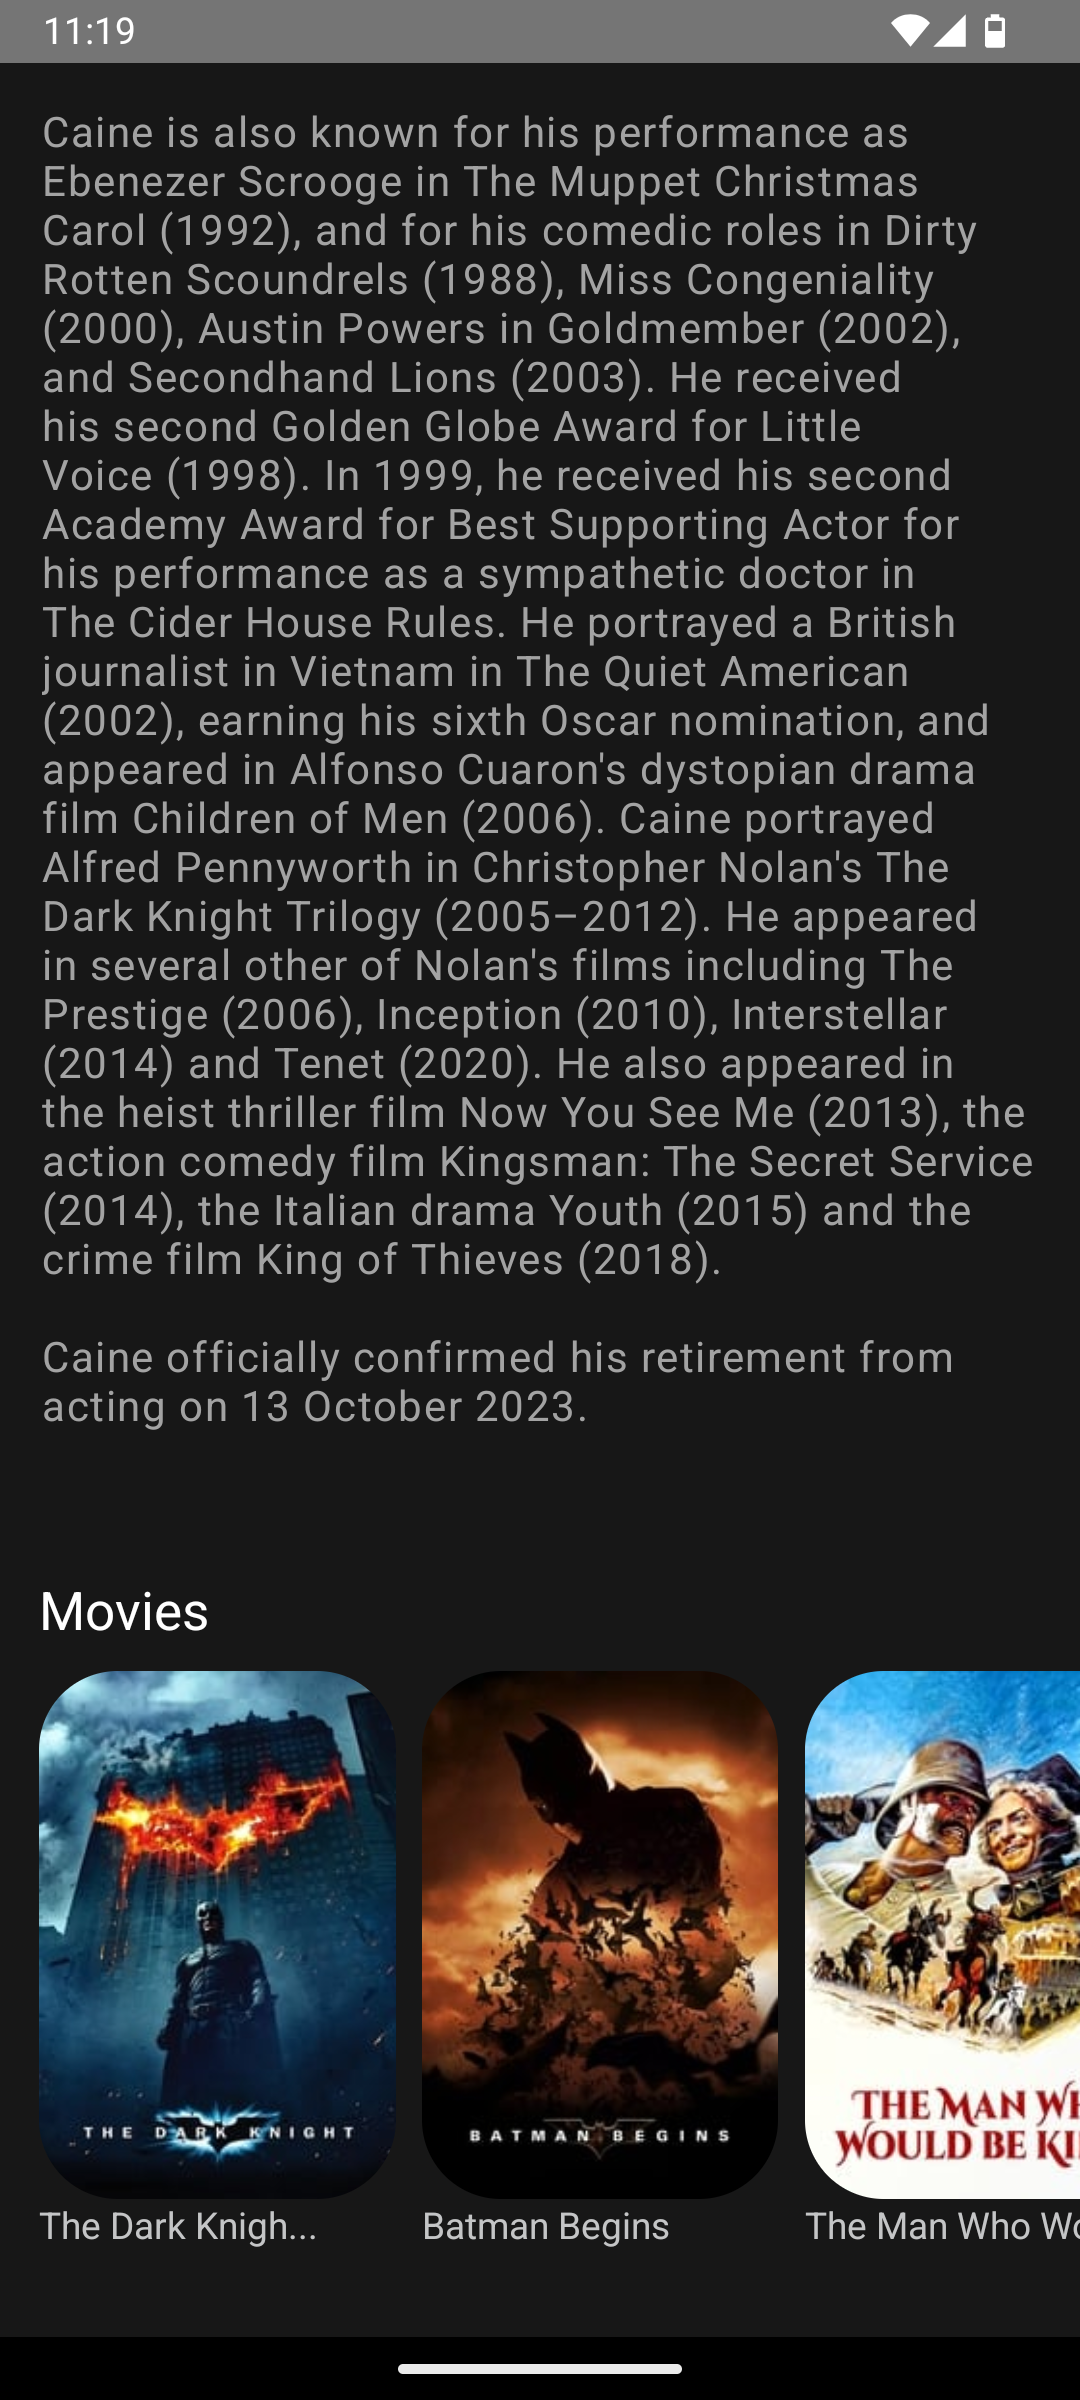 11:19
Caine is also known for his performance as
Ebenezer Scrooge in The Muppet Christmas
Carol (1992), and for his comedic roles in Dirty
Rotten Scoundrels (1988), Miss Congeniality
(2000), Austin Powers in Goldmember (2002),
and Secondhand Lions (2003). He received
his second Golden Globe Award for Little
Voice (1998). In 1999, he received his second
Academy Award for Best Supporting Actor for
his performance as a sympathetic doctor in
The Cider House Rules. He portrayed a British
journalist in Vietnam in The Quiet American
(2002), earning his sixth Oscar nomination, and
appeared in Alfonso Cuaron's dystopian drama
film Children of Men (2006). Caine portrayed
Alfred Pennyworth in Christopher Nolan's The
Dark Knight Trilogy (2005–2012). He appeared
in several other of Nolan's films including The
Prestige (2006), Inception (2010), Interstellar
(2014) and Tenet (2020). He also appeared in
the heist thriller film Now You See Me (2013), the
action comedy film Kingsman: The Secret Service
(2014), the Italian drama Youth (2015) and the
crime film King of Thieves (2018).
Caine officially confirmed his retirement from
acting on 13 October 2023.
Movies
THE DARK KNIGHT
BATMAN BEGINS
THE MAN WH
WOULD BE KI
The Dark Knigh...
Batman Begins
The Man Who Wo